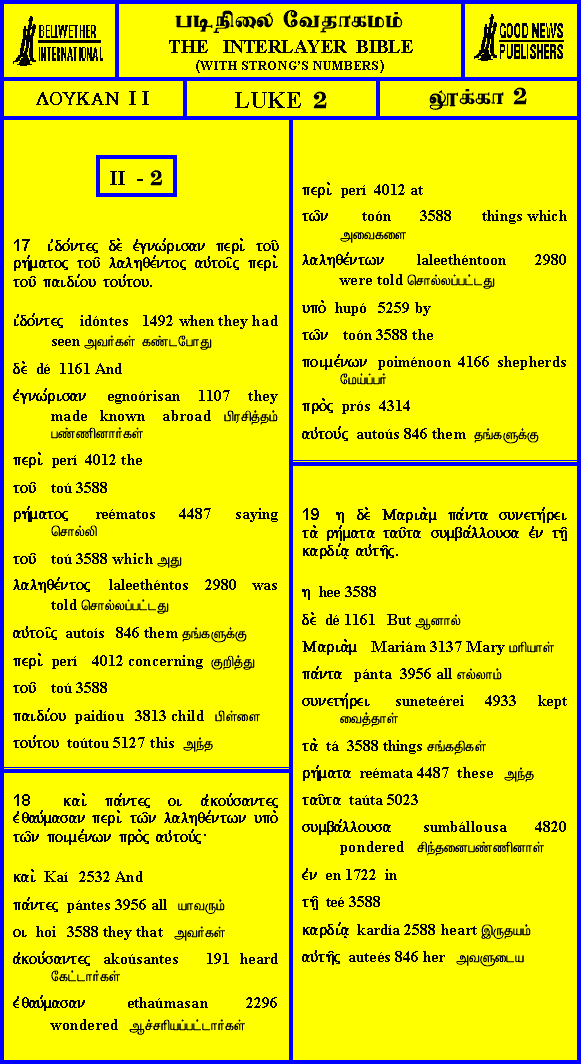 BELLWETHER
INTERNATIONAL
படிநிலை வேதாகமம்
THE INTERLAYER BIBLE
(WITH STRONG'S NUMBERS)
GOOD NEWS
PUBLISHERS
ΛΟΥΚΑΝ II
LUKE 2
லூக்கா 2
II - 2
17 ἰδόντες δὲ ἐγνώρισαν περὶ τοῦ
ρήματος τοῦ λαληθέντος αὐτοῖς περὶ
τοῦ παιδίου τούτου.
ἰδόντες idóntes 1492 when they had
seen அவர்கள் கண்டபோது
δὲ dé 1161 And
ἐγνώρισαν egnoórisan 1107 they
made known abroad பிரசித்தம்
பண்ணினார்கள்
περὶ perí 4012 the
τοῦ toú 3588
ρήματος reématos 4487 saying
சொல்லி
τοῦ toú 3588 which அது
λαληθέντος laleethéntos 2980 was
told சொல்லப்பட்டது
αὐτοῖς autoís 846 them தங்களுக்கு
περὶ perí 4012 concerning குறித்து
τοῦ toú 3588
παιδίου paidíou 3813 child பிள்ளை
τούτου toútou 5127 this அந்த
18 καὶ πάντες οι ἀκούσαντες
ἐθαύμασαν περὶ τῶν λαληθέντων υπὸ
τῶν ποιμένων πρὸς αὐτούς·
καὶ Kaí 2532 And
πάντες pántes 3956 all யாவரும்
οι hoi 3588 they that அவர்கள்
ἀκούσαντες akoúsantes 191 heard
கேட்டார்கள்
ἐθαύμασαν ethaúmasan 2296
wondered ஆச்சரியப்பட்டார்கள்
περὶ perí 4012 at
τῶν toón 3588 things which
அவைகளை
λαληθέντων laleethéntoon 2980
were told சொல்லப்பட்டது
υπὸ hupó 5259 by
τῶν toón 3588 the
ποιμένων poiménoon 4166 shepherds
மேய்ப்பர்
πρὸς prós 4314
αὐτούς autoús 846 them தங்களுக்கு
19 η δὲ Μαριὰμ πάντα συνετήρει
τὰ ρήματα ταῦτα συμβάλλουσα ἐν τῇ
καρδίᾳ αὐτῆς.
η hee 3588
δὲ dé 1161 But ஆனால்
Μαριὰμ Mariám 3137 Mary மரியாள்
πάντα pánta 3956 all எல்லாம்
συνετήρει suneteérei 4933 kept
வைத்தாள்
τὰ tá 3588 things சங்கதிகள்
ρήματα reémata 4487 these அந்த
ταῦτα taúta 5023
συμβάλλουσα sumbállousa 4820
pondered சிந்தனைபண்ணினாள்
ἐν en 1722 in
τῇ teé 3588
καρδίᾳ kardía 2588 heart இருதயம்
αὐτῆς auteés 846 her அவளுடைய